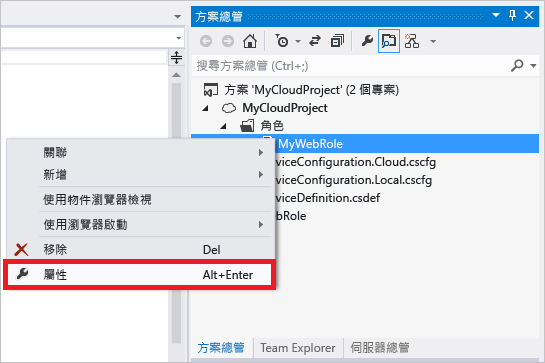 方案總管
搜尋方案總管 (Ctrl+;)
方案 'MyCloudProject' (2 個專案)
MyCloudProject
角色
MyWebRole
viceConfiguration.Cloud.cscfg
viceConfiguration.Local.cscfg
viceDefinition.csdef
bRole
關聯
新增
使用物件瀏覽器檢視
使用瀏覽器啟動
移除 Del
屬性 Alt+Enter
方案總管 Team Explorer 伺服器總管